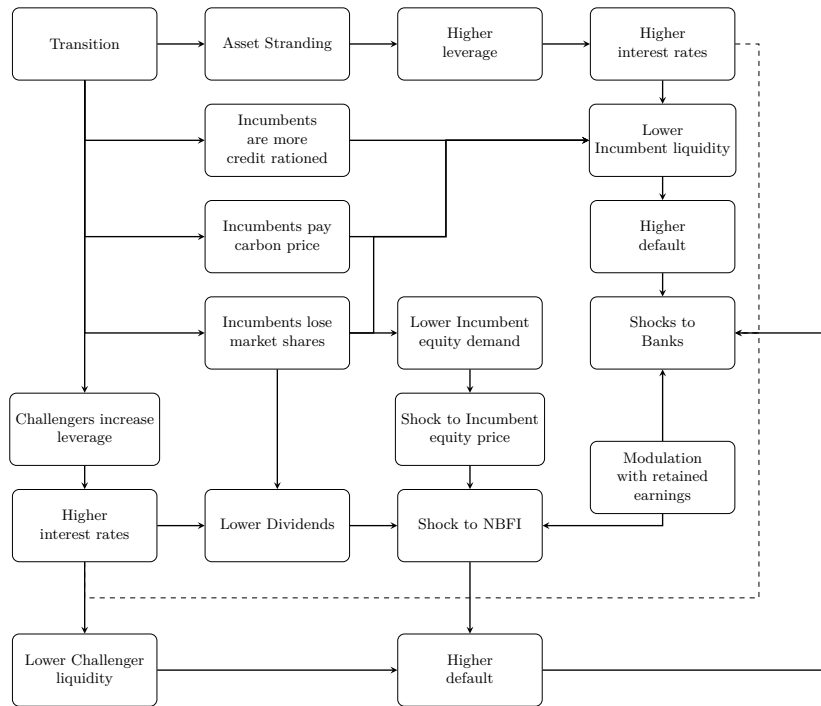 Transition
Asset Stranding
Higher
leverage
Higher
interest rates
Incumbents
are more
credit rationed
Lower
Incumbent liquidity
Incumbents pay
carbon price
Higher
default
Incumbents lose
market shares
Lower Incumbent
equity demand
Shocks to
Banks
Challengers increase
leverage
Shock to Incumbent
equity price
Modulation
with retained
earnings
Higher
interest rates
Lower Dividends
Shock to NBFI
Lower Challenger
liquidity
Higher
default